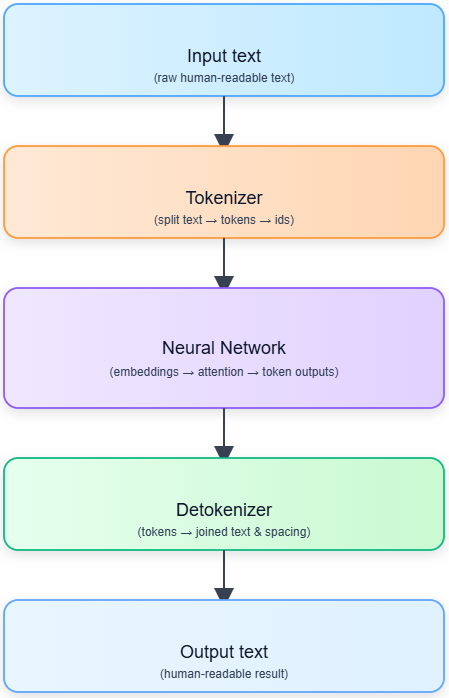 Input text
(raw human-readable text)
Tokenizer
(split text → tokens → ids)
Neural Network
(embeddings → attention → token outputs)
Detokenizer
(tokens → joined text & spacing)
Output text
(human-readable result)